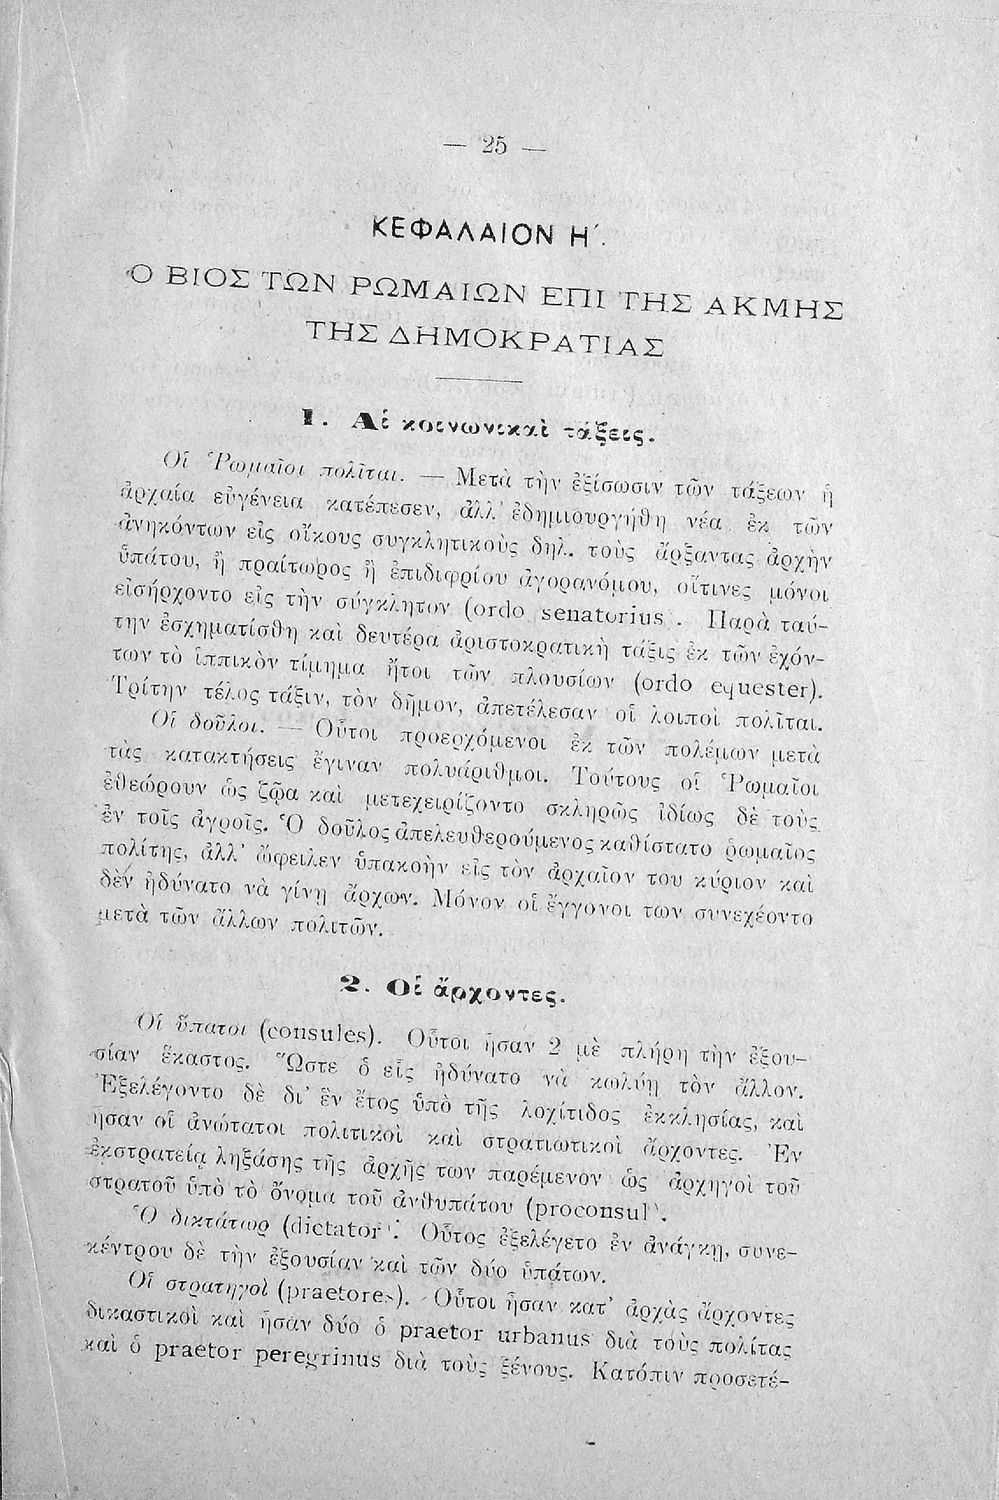 — 25 —
ΚΕΦΑΛΑΙΟΝ Η΄.
Ο ΒΙΟΣ ΤΩΝ ΡΩΜΑΙΩΝ ΕΠΙ ΤΗΣ ΑΚΜΗΣ
ΤΗΣ ΔΗΜΟΚΡΑΤΙΑΣ
1. Αἱ κοινωνικαὶ τάξεις.
Οἱ Ῥωμαῖοι πολῖται. — Μετὰ τὴν ἐξίσωσιν τῶν τάξεων ἡ
ἀρχαία εὐγένεια κατέπεσεν, ἀλλ' ἐδημιουργήθη νέα ἐκ τῶν
ἀνηκόντων εἰς οἴκους συγκλητικοὺς δηλ. τοὺς ἄρξαντας ἀρχὴν
ὑπάτου, ἢ πραίτωρος ἢ ἐπιδιφρίου ἀγορανόμου, οἵτινες μόνοι
εἰσήρχοντο εἰς τὴν σύγκλητον (ordo senatorius). Παρὰ ταύ-
την ἐσχηματίσθη καὶ δευτέρα ἀριστοκρατικὴ τάξις ἐκ τῶν ἐχόν-
των τὸ ἱππικὸν τίμημα ἤτοι τῶν πλουσίων (ordo equester).
Τρίτην τέλος τάξιν, τὸν δῆμον, ἀπετέλεσαν οἱ λοιποὶ πολῖται.
Οἱ δοῦλοι. — Οὗτοι προερχόμενοι ἐκ τῶν πολέμων μετὰ
τὰς κατακτήσεις ἔγιναν πολυάριθμοι. Τούτους οἱ Ῥωμαῖοι
ἐθεώρουν ὡς ζῷα καὶ μετεχειρίζοντο σκληρῶς ἰδίως δὲ τοὺς
ἐν τοῖς ἀγροῖς. Ὁ δοῦλος ἀπελευθερούμενος καθίστατο ῥωμαῖος
πολίτης, ἀλλ' ὤφειλεν ὑπακοὴν εἰς τὸν ἀρχαῖον του κύριον καὶ
δὲν ἠδύνατο νὰ γίνῃ ἄρχων. Μόνον οἱ ἔγγονοι των συνεχέοντο
μετὰ τῶν ἄλλων πολιτῶν.
2. Οἱ ἄρχοντες.
Οἱ ὕπατοι (consules). Οὗτοι ἦσαν 2 μὲ πλήρη τὴν ἐξου-
σίαν ἕκαστος. Ὥστε ὁ εἷς ἠδύνατο νὰ κωλύῃ τὸν ἄλλον.
Ἐξελέγοντο δὲ δι' ἓν ἔτος ὑπὸ τῆς λοχίτιδος ἐκκλησίας, καὶ
ἦσαν οἱ ἀνώτατοι πολιτικοὶ καὶ στρατιωτικοὶ ἄρχοντες. Ἐν
ἐκστρατείᾳ ληξάσης τῆς ἀρχῆς των παρέμενον ὡς ἀρχηγοὶ τοῦ
στρατοῦ ὑπὸ τὸ ὄνομα τοῦ ἀνθυπάτου (proconsul).
Ὁ δικτάτωρ (dictator). Οὗτος ἐξελέγετο ἐν ἀνάγκῃ, συνε-
κέντρου δὲ τὴν ἐξουσίαν καὶ τῶν δύο ὑπάτων.
Οἱ στρατηγοὶ (praetores). Οὗτοι ἦσαν κατ' ἀρχὰς ἄρχοντες
δικαστικοὶ καὶ ἦσαν δύο ὁ praetor urbanus διὰ τοὺς πολίτας
καὶ ὁ praetor peregrinus διὰ τοὺς ξένους. Κατόπιν προσετέ-